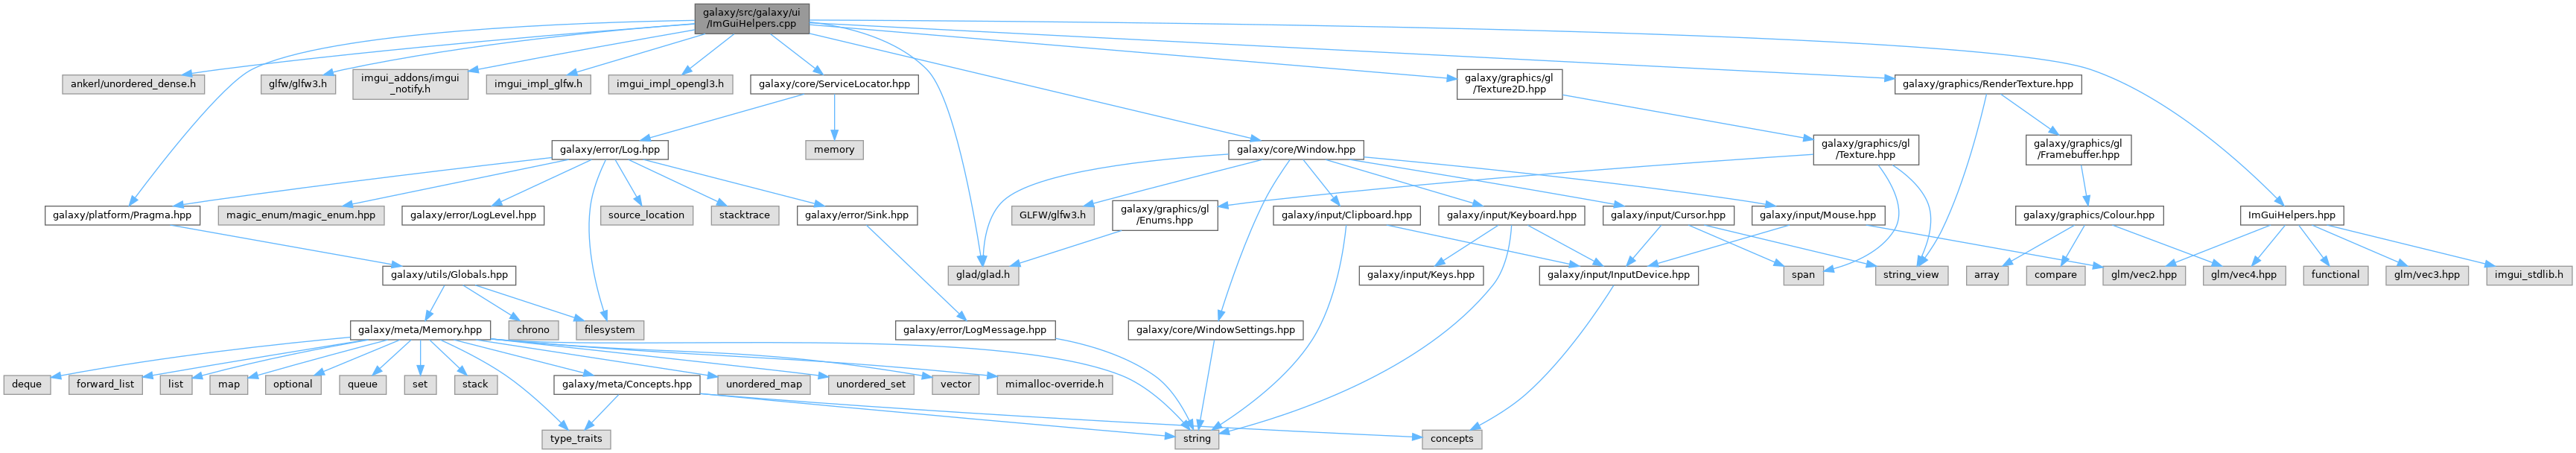 galaxy/src/galaxy/ui
/ImGuiHelpers.cpp
ankerl/unordered_dense.h
glfw/glfw3.h
imgui_addons/imgui
_notify.h
imgui_impl_glfw.h
imgui_impl_opengl3.h
galaxy/core/ServiceLocator.hpp
galaxy/graphics/gl
/Texture2D.hpp
galaxy/graphics/RenderTexture.hpp
galaxy/error/Log.hpp
memory
galaxy/core/Window.hpp
galaxy/graphics/gl
/Texture.hpp
galaxy/graphics/gl
/Framebuffer.hpp
galaxy/platform/Pragma.hpp
magic_enum/magic_enum.hpp
galaxy/error/LogLevel.hpp
source_location
stacktrace
galaxy/error/Sink.hpp
GLFW/glfw3.h
galaxy/graphics/gl
/Enums.hpp
galaxy/input/Clipboard.hpp
galaxy/input/Keyboard.hpp
galaxy/input/Cursor.hpp
galaxy/input/Mouse.hpp
galaxy/graphics/Colour.hpp
ImGuiHelpers.hpp
galaxy/utils/Globals.hpp
glad/glad.h
galaxy/input/Keys.hpp
galaxy/input/InputDevice.hpp
span
string_view
array
compare
glm/vec2.hpp
glm/vec4.hpp
functional
glm/vec3.hpp
imgui_stdlib.h
galaxy/meta/Memory.hpp
chrono
filesystem
galaxy/error/LogMessage.hpp
galaxy/core/WindowSettings.hpp
deque
forward_list
list
map
optional
queue
set
stack
galaxy/meta/Concepts.hpp
unordered_map
unordered_set
vector
mimalloc-override.h
type_traits
string
concepts